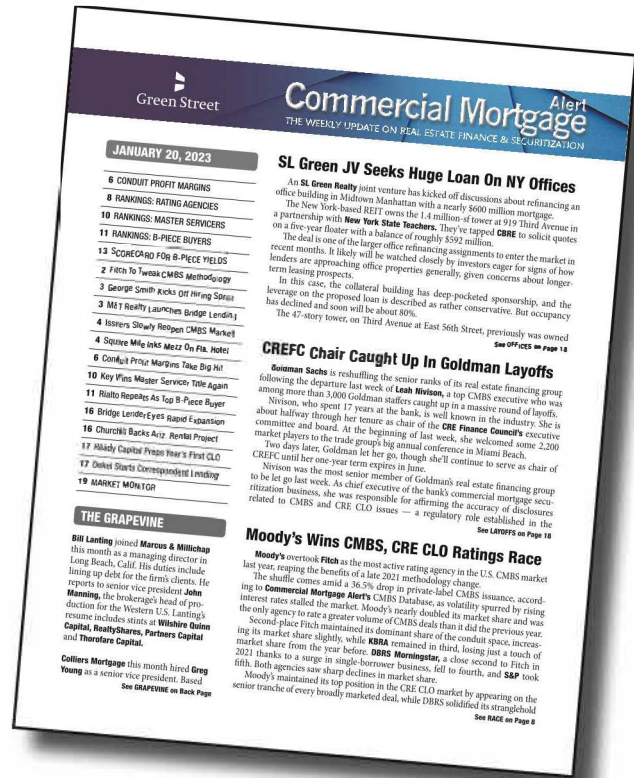 Green Street
Commercial Mortgage
Alert
THE WEEKLY UPDATE ON REAL ESTATE FINANCE & SECURITIZATION
JANUARY 20, 2023
6 CONDUIT PROFIT MARGINS
8 RANKINGS: RATING AGENCIES
10 RANKINGS: MASTER SERVICERS
11 RANKINGS: B-PIECE BUYERS
13 SCORECARD FOR B-PIECE YIELDS
2 Fitch To Tweak CMBS Methodology
3 George Smith Kicks Off Hiring Spree
3 M&T Realty Launches Bridge Lending
4 Issuers Slowly Reopen CMBS Market
4 Square Mile Inks Mezz On Fla. Hotel
6 Conduit Profit Margins Take Big Hit
10 Key Wins Master Servicer Title Again
11 Rialto Repeats As Top B-Piece Buyer
16 Bridge Lender Eyes Rapid Expansion
16 Churchill Backs Ariz. Rental Project
17 Ready Capital Preps Year's First CLO
17 Starts Correspondent Lending
19 MARKET MONITOR
THE GRAPEVINE
Bill Lanting joined Marcus & Millichap
this month as a managing director in
Long Beach, Calif. His duties include
lining up debt for the firm's clients. He
reports to senior vice president John
Manning, the brokerage's head of pro-
duction for the Western U.S. Lanting's
resume includes stints at Wilshire Quinn
Capital, RealtyShares, Partners Capital
and Thorofare Capital.
Colliers Mortgage this month hired Greg
Young as a senior vice president. Based
See GRAPEVINE on Back Page
SL Green JV Seeks Huge Loan On NY Offices
An SL Green Realty joint venture has kicked off discussions about refinancing an
office building in Midtown Manhattan with a nearly $600 million mortgage.
The New York-based REIT owns the 1.4 million-sf tower at 919 Third Avenue in
a partnership with New York State Teachers. They've tapped CBRE to solicit quotes
on a five-year floater with a balance of roughly $592 million.
The deal is one of the larger office refinancing assignments to enter the market in
recent months. It likely will be watched closely by investors eager for signs of how
lenders are approaching office properties generally, given concerns about longer-
term leasing prospects.
In this case, the collateral building has deep-pocketed sponsorship, and the
leverage on the proposed loan is described as rather conservative. But occupancy
has declined and soon will be about 80%.
The 47-story tower, on Third Avenue at East 56th Street, previously was owned
See OFFICES on Page 18
CREFC Chair Caught Up In Goldman Layoffs
Goldman Sachs is reshuffling the senior ranks of its real estate financing group
following the departure last week of Leah Nivison, a top CMBS executive who was
among more than 3,000 Goldman staffers caught up in a massive round of layoffs.
Nivison, who spent 17 years at the bank, is well known in the industry. She is
about halfway through her tenure as chair of the CRE Finance Council's executive
committee and board. At the beginning of last week, she welcomed some 2,200
market players to the trade group's big annual conference in Miami Beach.
Two days later, Goldman let her go, though she'll continue to serve as chair of
CREFC until her one-year term expires in June.
Nivison was the most senior member of Goldman's real estate financing group
to be let go last week. As chief executive of the bank's commercial mortgage secu-
ritization business, she was responsible for affirming the accuracy of disclosures
related to CMBS and CRE CLO issues — a regulatory role established in the
See LAYOFFS on Page 18
Moody's Wins CMBS, CRE CLO Ratings Race
Moody's overtook Fitch as the most active rating agency in the U.S. CMBS market
last year, reaping the benefits of a late 2021 methodology change.
The shuffle comes amid a 36.5% drop in private-label CMBS issuance, accord-
ing to Commercial Mortgage Alert's CMBS Database, as volatility spurred by rising
interest rates stalled the market. Moody's nearly doubled its market share and was
the only agency to rate a greater volume of CMBS deals than it did the previous year.
Second-place Fitch maintained its dominant share of the conduit space, increas-
ing its market share slightly, while KBRA remained in third, losing just a touch of
market share from the year before. DBRS Morningstar, a close second to Fitch in
2021 thanks to a surge in single-borrower business, fell to fourth, and S&P took
fifth. Both agencies saw sharp declines in market share.
Moody's maintained its top position in the CRE CLO market by appearing on the
senior tranche of every broadly marketed deal, while DBRS solidified its stranglehold
See RACE on Page 8